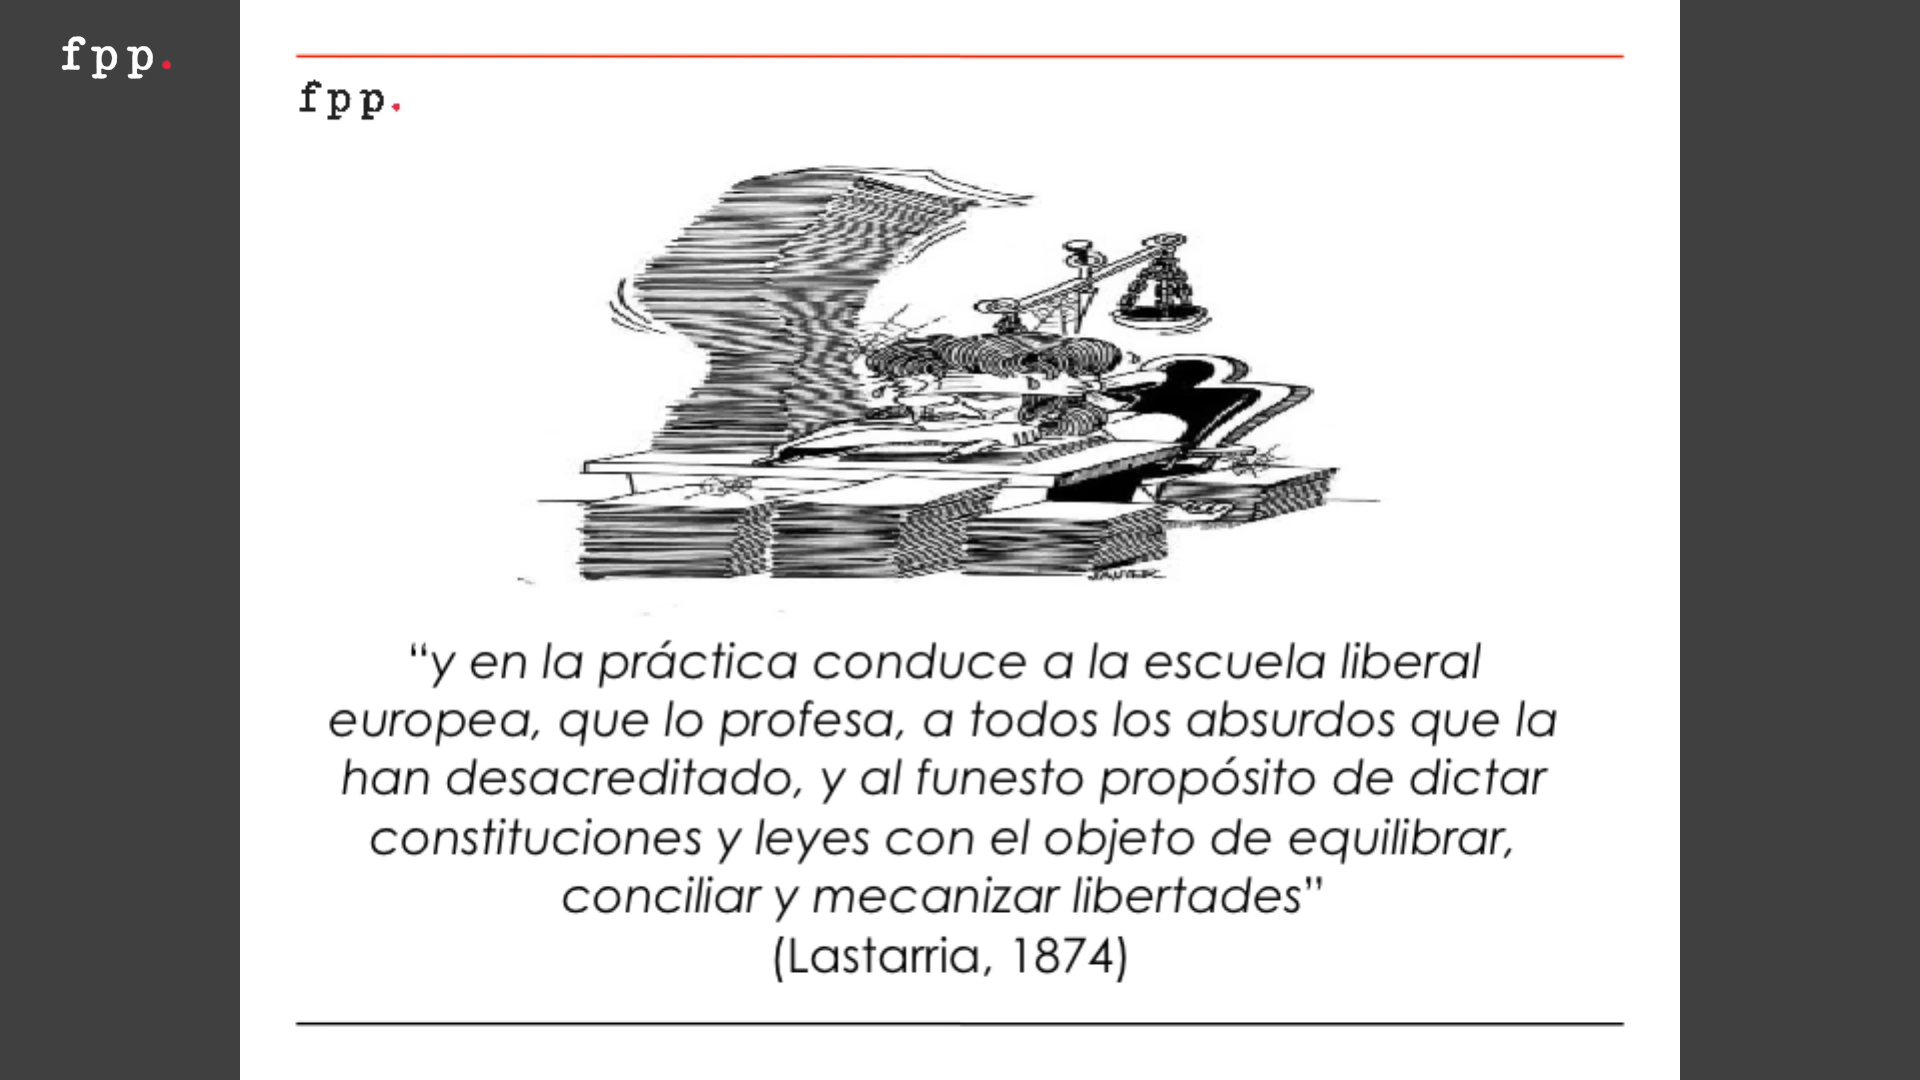 fpp.
fpp.
JAVIER
“y en la práctica conduce a la escuela liberal
europea, que lo profesa, a todos los absurdos que la
han desacreditado, y al funesto propósito de dictar
constituciones y leyes con el objeto de equilibrar,
conciliar y mecanizar libertades”
(Lastarria, 1874)